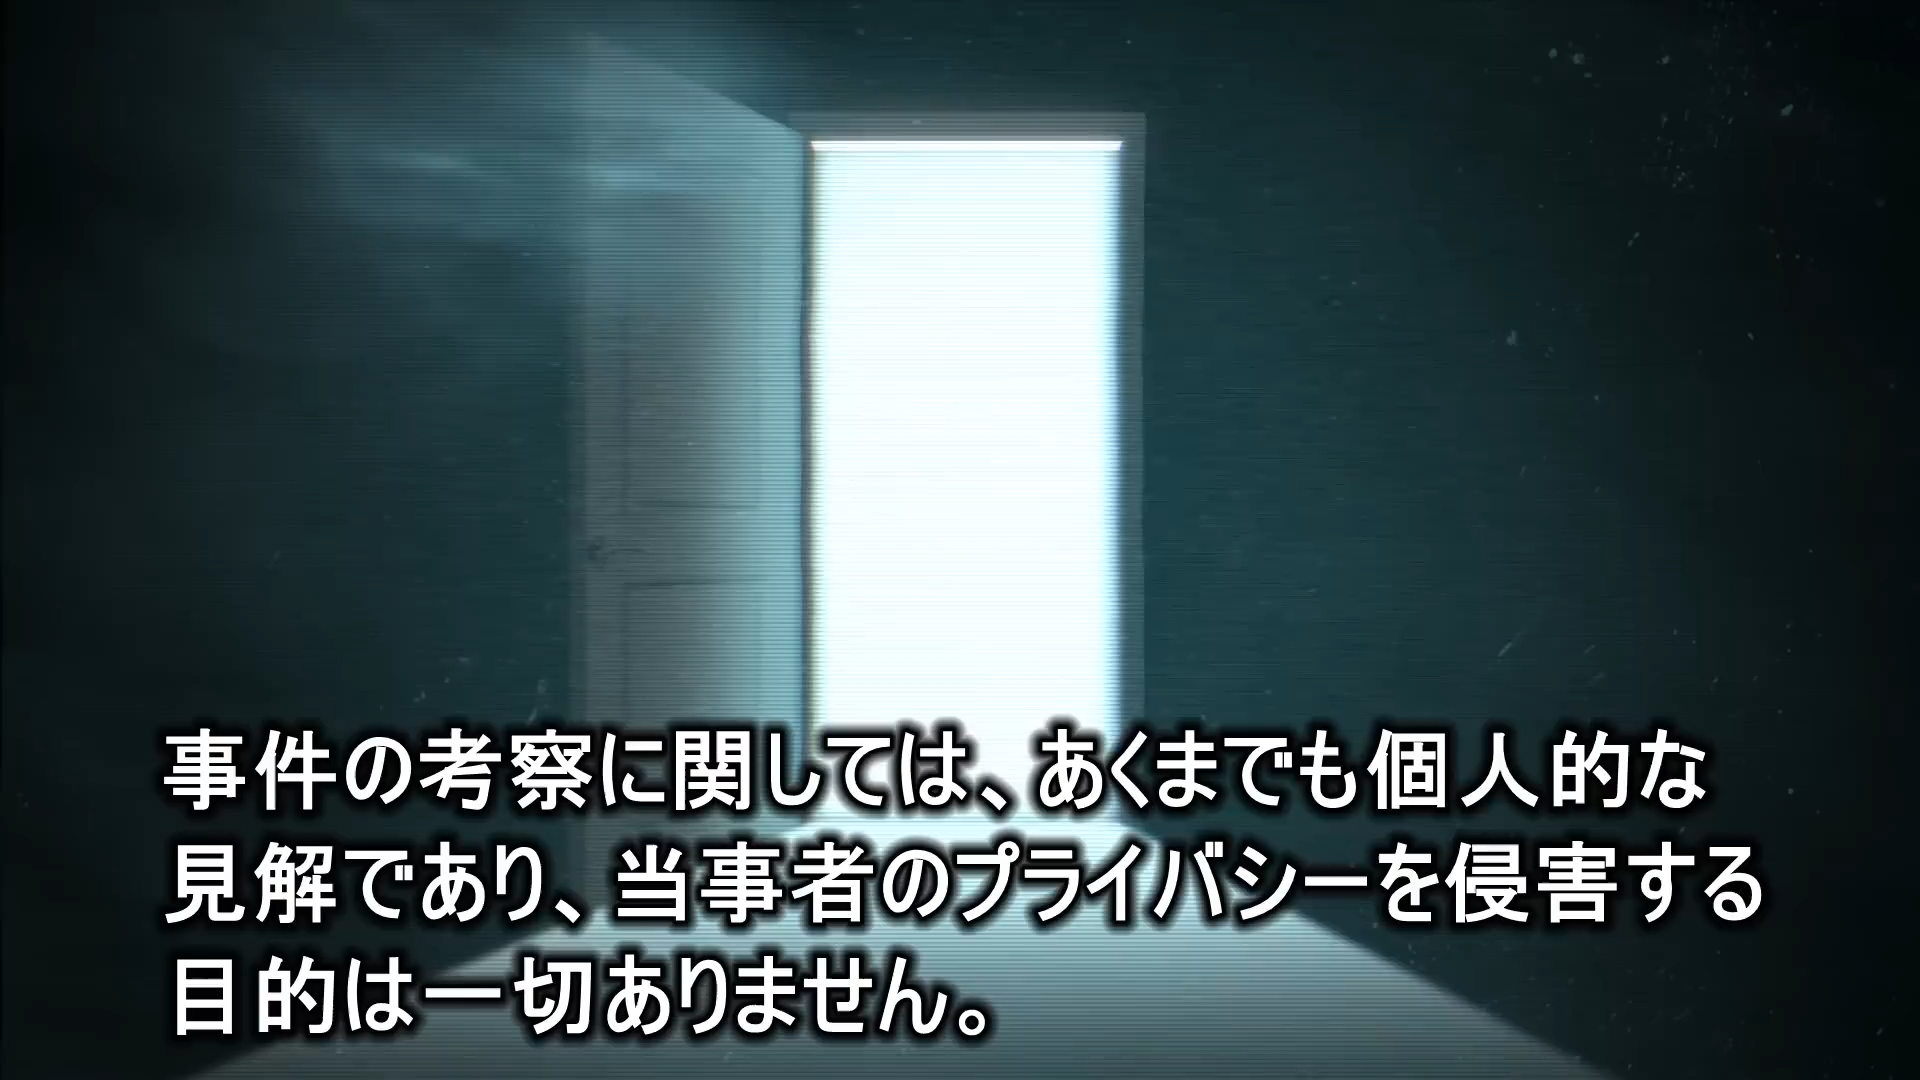 事件の考察に関しては、あくまでも個人的な
見解であり、当事者のプライバシーを侵害する
目的は一切ありません。